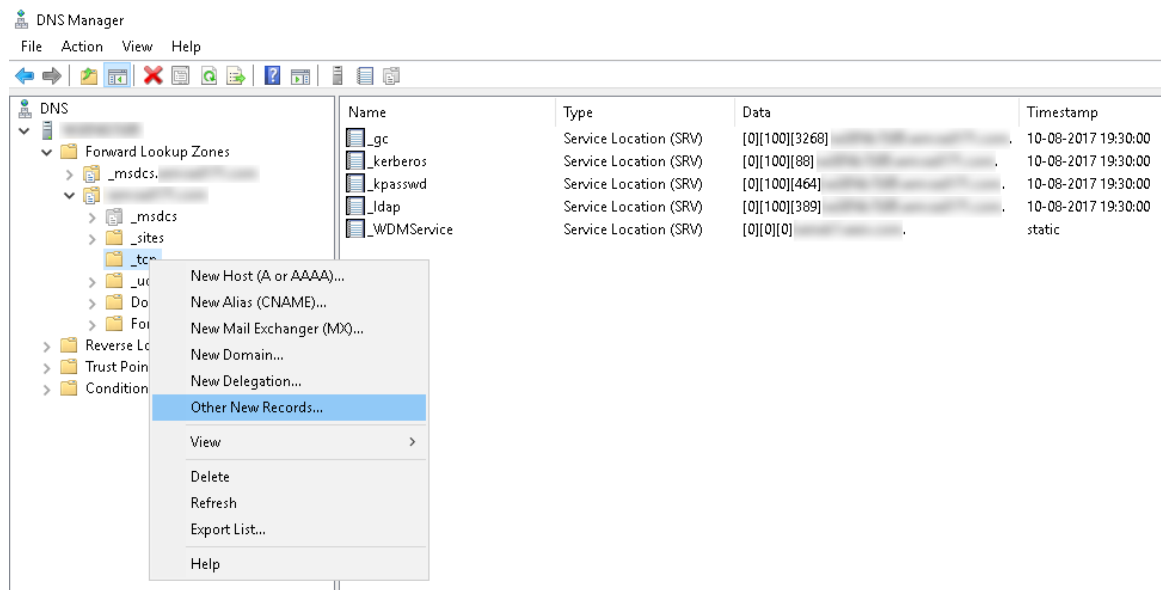 DNS Manager
File Action View Help
DNS
Forward Lookup Zones
_msdcs.
_msdcs
_sites
_tcp
_ud
Do
For
Reverse Lo
Trust Poin
Condition
Name Type Data Timestamp
_gc Service Location (SRV) [0][100][3268] . 10-08-2017 19:30:00
_kerberos Service Location (SRV) [0][100][88] . 10-08-2017 19:30:00
_kpasswd Service Location (SRV) [0][100][464] . 10-08-2017 19:30:00
_ldap Service Location (SRV) [0][100][389] . 10-08-2017 19:30:00
_WDMService Service Location (SRV) [0][0][0] . static
New Host (A or AAAA)...
New Alias (CNAME)...
New Mail Exchanger (MX)...
New Domain...
New Delegation...
Other New Records...
View
Delete
Refresh
Export List...
Help